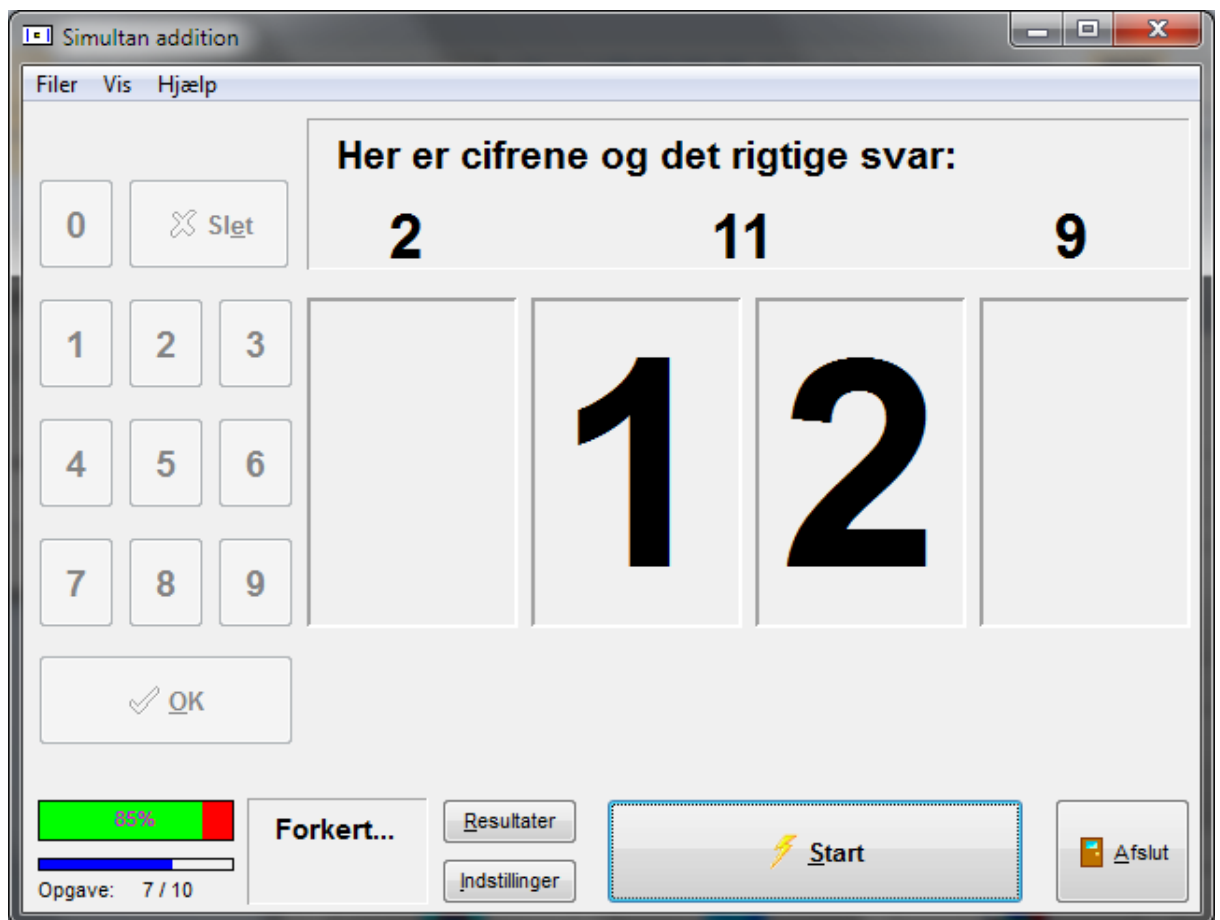 Simultan addition
Filer Vis Hjælp
Her er cifrene og det rigtige svar:
2 11 9
0 Slet
1 2 3
4 5 6
7 8 9
OK
1 2
85%
Opgave: 7 / 10
Forkert...
Resultater
Indstillinger
Start
Afslut